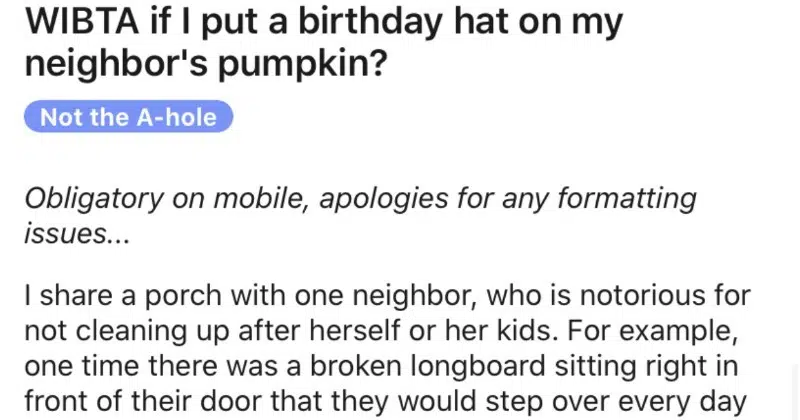 WIBTA if I put a birthday hat on my
neighbor's pumpkin?
Not the A-hole
Obligatory on mobile, apologies for any formatting
issues...
I share a porch with one neighbor, who is notorious for
not cleaning up after herself or her kids. For example,
one time there was a broken longboard sitting right in
front of their door that they would step over every day